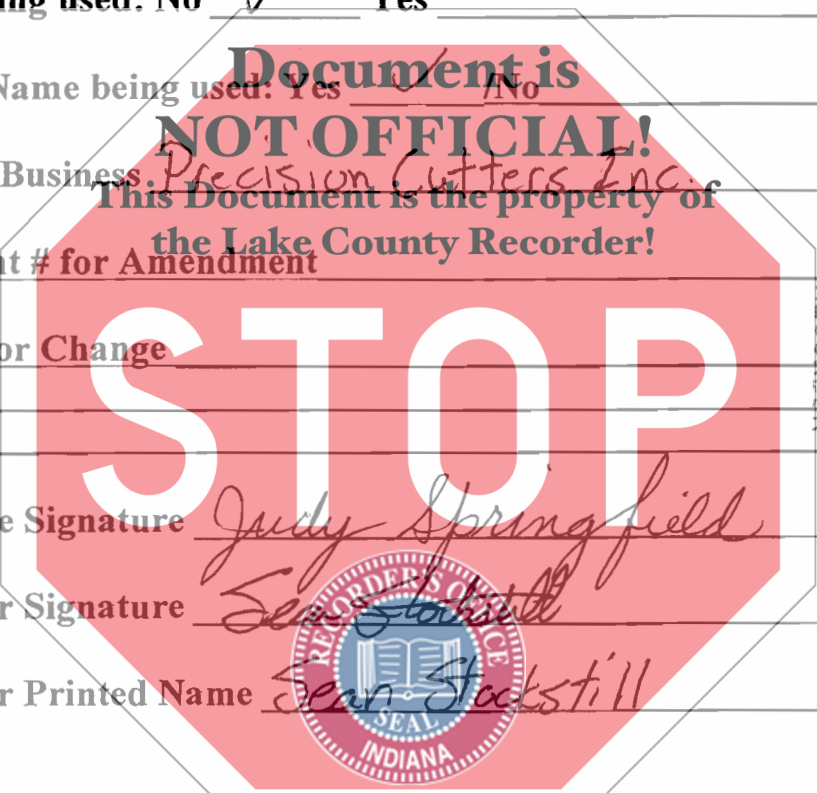 ing used: No ✓ Yes
Document is
Name being used: Yes ✓ /No
NOT OFFICIAL!
Business Precision Cutters Inc.
This Document is the property of
the Lake County Recorder!
t # for Amendment
or Change
STOP
e Signature Judy Springfield
r Signature Sean Stockstill
r Printed Name Sean Stockstill
RECORDER'S OFFICE
SEAL
INDIANA